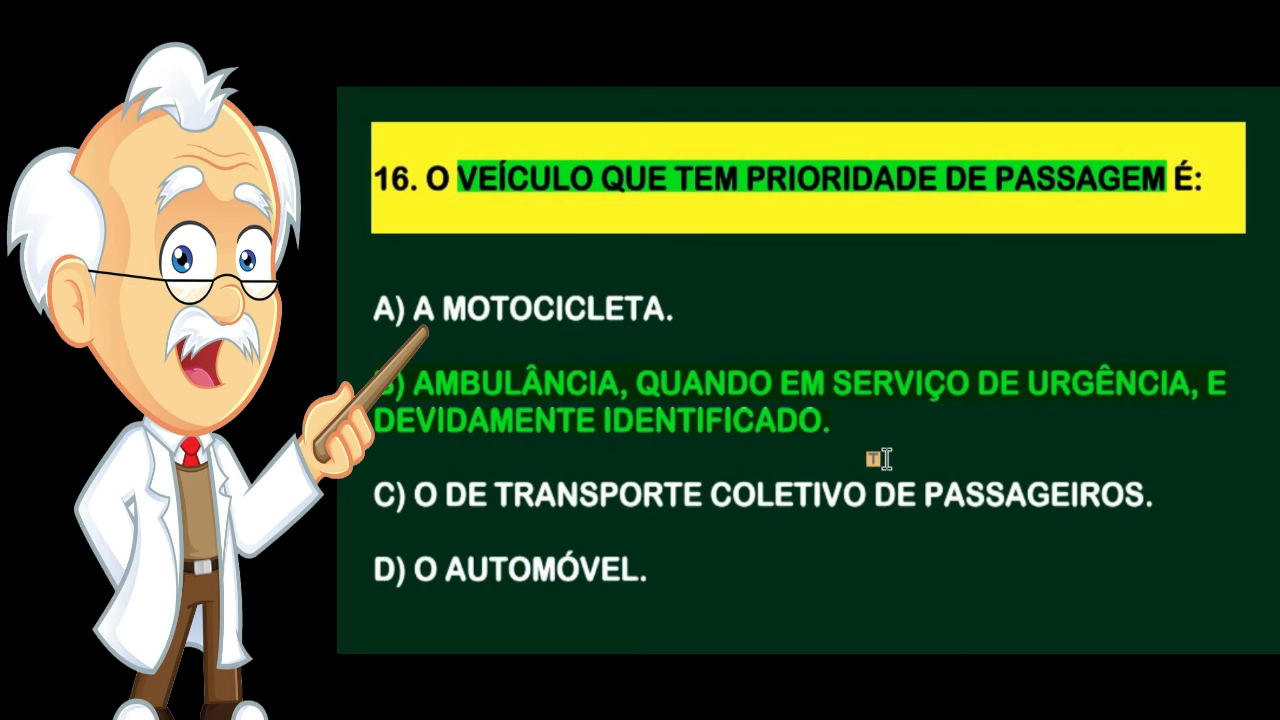 16. O VEÍCULO QUE TEM PRIORIDADE DE PASSAGEM É:
A) A MOTOCICLETA.
B) AMBULÂNCIA, QUANDO EM SERVIÇO DE URGÊNCIA, E
DEVIDAMENTE IDENTIFICADO.
T
C) O DE TRANSPORTE COLETIVO DE PASSAGEIROS.
D) O AUTOMÓVEL.